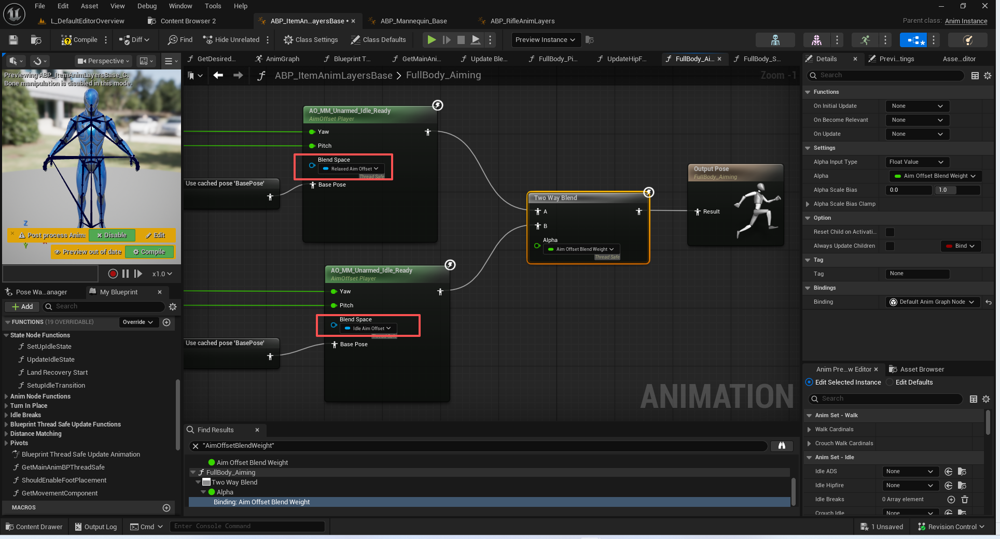 File Edit Asset View Debug Window Tools Help
L_DefaultEditorOverview Content Browser 2 ABP_ItemAn...ayersBase * ABP_Mannequin_Base ABP_RifleAnimLayers Parent class: Anim Instance
Compile Diff Find Hide Unrelated Class Settings Class Defaults Preview Instance
Perspective
Previewing ABP_ItemAnimLayersBase_C.
Bone manipulation is disabled in this mode.
Z
Y
Post process Anima Disable Edit
Preview out of date Compile
x1.0
Pose Wa...anager My Blueprint
Add Search
FUNCTIONS (19 OVERRIDABLE) Override
State Node Functions
SetUpIdleState
UpdateIdleState
Land Recovery Start
SetupIdleTransition
Anim Node Functions
Turn In Place
Idle Breaks
Blueprint Thread Safe Update Functions
Distance Matching
Pivots
Blueprint Thread Safe Update Animation
GetMainAnimBPThreadSafe
ShouldEnableFootPlacement
GetMovementComponent
MACROS
GetDesired... AnimGraph Blueprint T... GetMainAni... Update Ble... FullBody_Pi... UpdateHipF... FullBody_Ai... FullBody_S...
ABP_ItemAnimLayersBase > FullBody_Aiming Zoom -1
AO_MM_Unarmed_Idle_Ready
AimOffset Player
Yaw
Pitch
Blend Space
Relaxed Aim Offset
Thread Safe
Base Pose
Use cached pose 'BasePose'
AO_MM_Unarmed_Idle_Ready
AimOffset Player
Yaw
Pitch
Blend Space
Idle Aim Offset
Thread Safe
Base Pose
Use cached pose 'BasePose'
Two Way Blend
A
B
Alpha
Aim Offset Blend Weight
Thread Safe
Output Pose
FullBody_Aiming
Result
ANIMATION
Find Results
"AimOffsetBlendWeight"
Aim Offset Blend Weight
FullBody_Aiming
Two Way Blend
Alpha
Binding: Aim Offset Blend Weight
Details Previ...tings Asse...ditor
Search
Functions
On Initial Update None
On Become Relevant None
On Update None
Settings
Alpha Input Type Float Value
Alpha Aim Offset Blend Weight
Alpha Scale Bias 0.0 1.0
Alpha Scale Bias Clamp
Option
Reset Child on Activati...
Always Update Children Bind
Tag
Tag None
Bindings
Binding Default Anim Graph Node
Anim Pre...w Editor Asset Browser
Edit Selected Instance Edit Defaults
Search
Anim Set - Walk
Walk Cardinals
Crouch Walk Cardinals
Anim Set - Idle
Idle ADS None
Idle Hipfire None
Idle Breaks 0 Array element
Crouch Idle None
Content Drawer Output Log Cmd Enter Console Command 1 Unsaved Revision Control